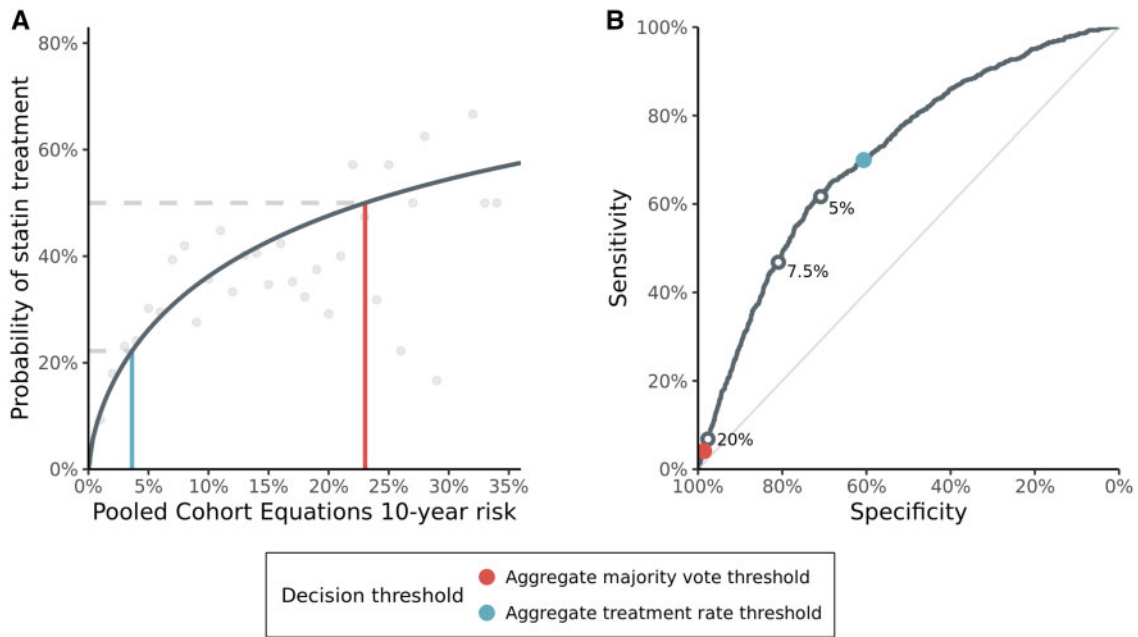 A
80%
60%
40%
20%
0%
Probability of statin treatment
0% 5% 10% 15% 20% 25% 30% 35%
Pooled Cohort Equations 10-year risk
B
100%
80%
60%
40%
20%
0%
Sensitivity
5%
7.5%
20%
100% 80% 60% 40% 20% 0%
Specificity
Decision threshold
Aggregate majority vote threshold
Aggregate treatment rate threshold